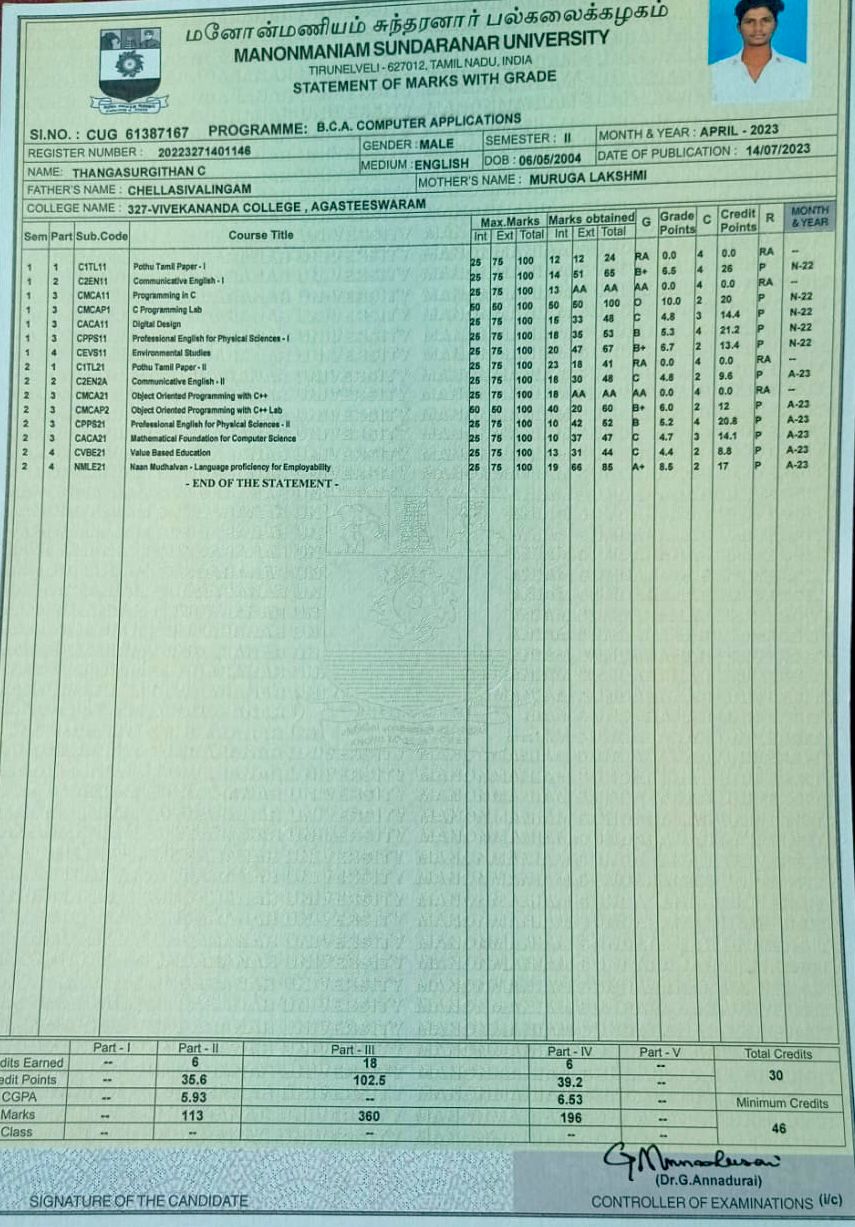 மனோன்மணியம் சுந்தரனார் பல்கலைக்கழகம்
MANONMANIAM SUNDARANAR UNIVERSITY
TIRUNELVELI - 627012, TAMIL NADU, INDIA
STATEMENT OF MARKS WITH GRADE
SI.NO. : CUG 61387167 PROGRAMME: B.C.A. COMPUTER APPLICATIONS
REGISTER NUMBER : 20223271401146 GENDER : MALE SEMESTER : II MONTH & YEAR : APRIL - 2023
NAME: THANGASURGITHAN C MEDIUM : ENGLISH DOB : 06/05/2004 DATE OF PUBLICATION : 14/07/2023
FATHER'S NAME : CHELLASIVALINGAM MOTHER'S NAME : MURUGA LAKSHMI
COLLEGE NAME : 327-VIVEKANANDA COLLEGE , AGASTEESWARAM
Sem Part Sub.Code Course Title Max.Marks Int Ext Total Marks obtained Int Ext Total G Grade Points C Credit Points R MONTH & YEAR
1 1 C1TL11 Pothu Tamil Paper - I 25 75 100 12 12 24 RA 0.0 4 0.0 RA --
1 2 C2EN11 Communicative English - I 25 75 100 14 51 65 B+ 6.5 4 26 P N-22
1 3 CMCA11 Programming in C 25 75 100 13 AA AA AA 0.0 4 0.0 RA --
1 3 CMCAP1 C Programming Lab 50 50 100 50 50 100 O 10.0 2 20 P N-22
1 3 CACA11 Digital Design 25 75 100 15 33 48 C 4.8 3 14.4 P N-22
1 3 CPPS11 Professional English for Physical Sciences - I 25 75 100 18 35 53 B 5.3 4 21.2 P N-22
1 4 CEVS11 Environmental Studies 25 75 100 20 47 67 B+ 6.7 2 13.4 P N-22
2 1 C1TL21 Pothu Tamil Paper - II 25 75 100 23 18 41 RA 0.0 4 0.0 RA --
2 2 C2EN2A Communicative English - II 25 75 100 18 30 48 C 4.8 2 9.6 P A-23
2 3 CMCA21 Object Oriented Programming with C++ 25 75 100 18 AA AA AA 0.0 4 0.0 RA --
2 3 CMCAP2 Object Oriented Programming with C++ Lab 50 50 100 40 20 60 B+ 6.0 2 12 P A-23
2 3 CPPS21 Professional English for Physical Sciences - II 25 75 100 10 42 52 B 5.2 4 20.8 P A-23
2 3 CACA21 Mathematical Foundation for Computer Science 25 75 100 10 37 47 C 4.7 3 14.1 P A-23
2 4 CVBE21 Value Based Education 25 75 100 13 31 44 C 4.4 2 8.8 P A-23
2 4 NMLE21 Naan Mudhalvan - Language proficiency for Employability 25 75 100 19 66 85 A+ 8.5 2 17 P A-23
- END OF THE STATEMENT -
Part - I Part - II Part - III Part - IV Part - V Total Credits
dits Earned -- 6 18 6 -- 30
edit Points -- 35.6 102.5 39.2 --
CGPA -- 5.93 -- 6.53 -- Minimum Credits
Marks -- 113 360 196 -- 46
Class -- -- -- -- --
(Dr.G.Annadurai)
SIGNATURE OF THE CANDIDATE CONTROLLER OF EXAMINATIONS (i/c)